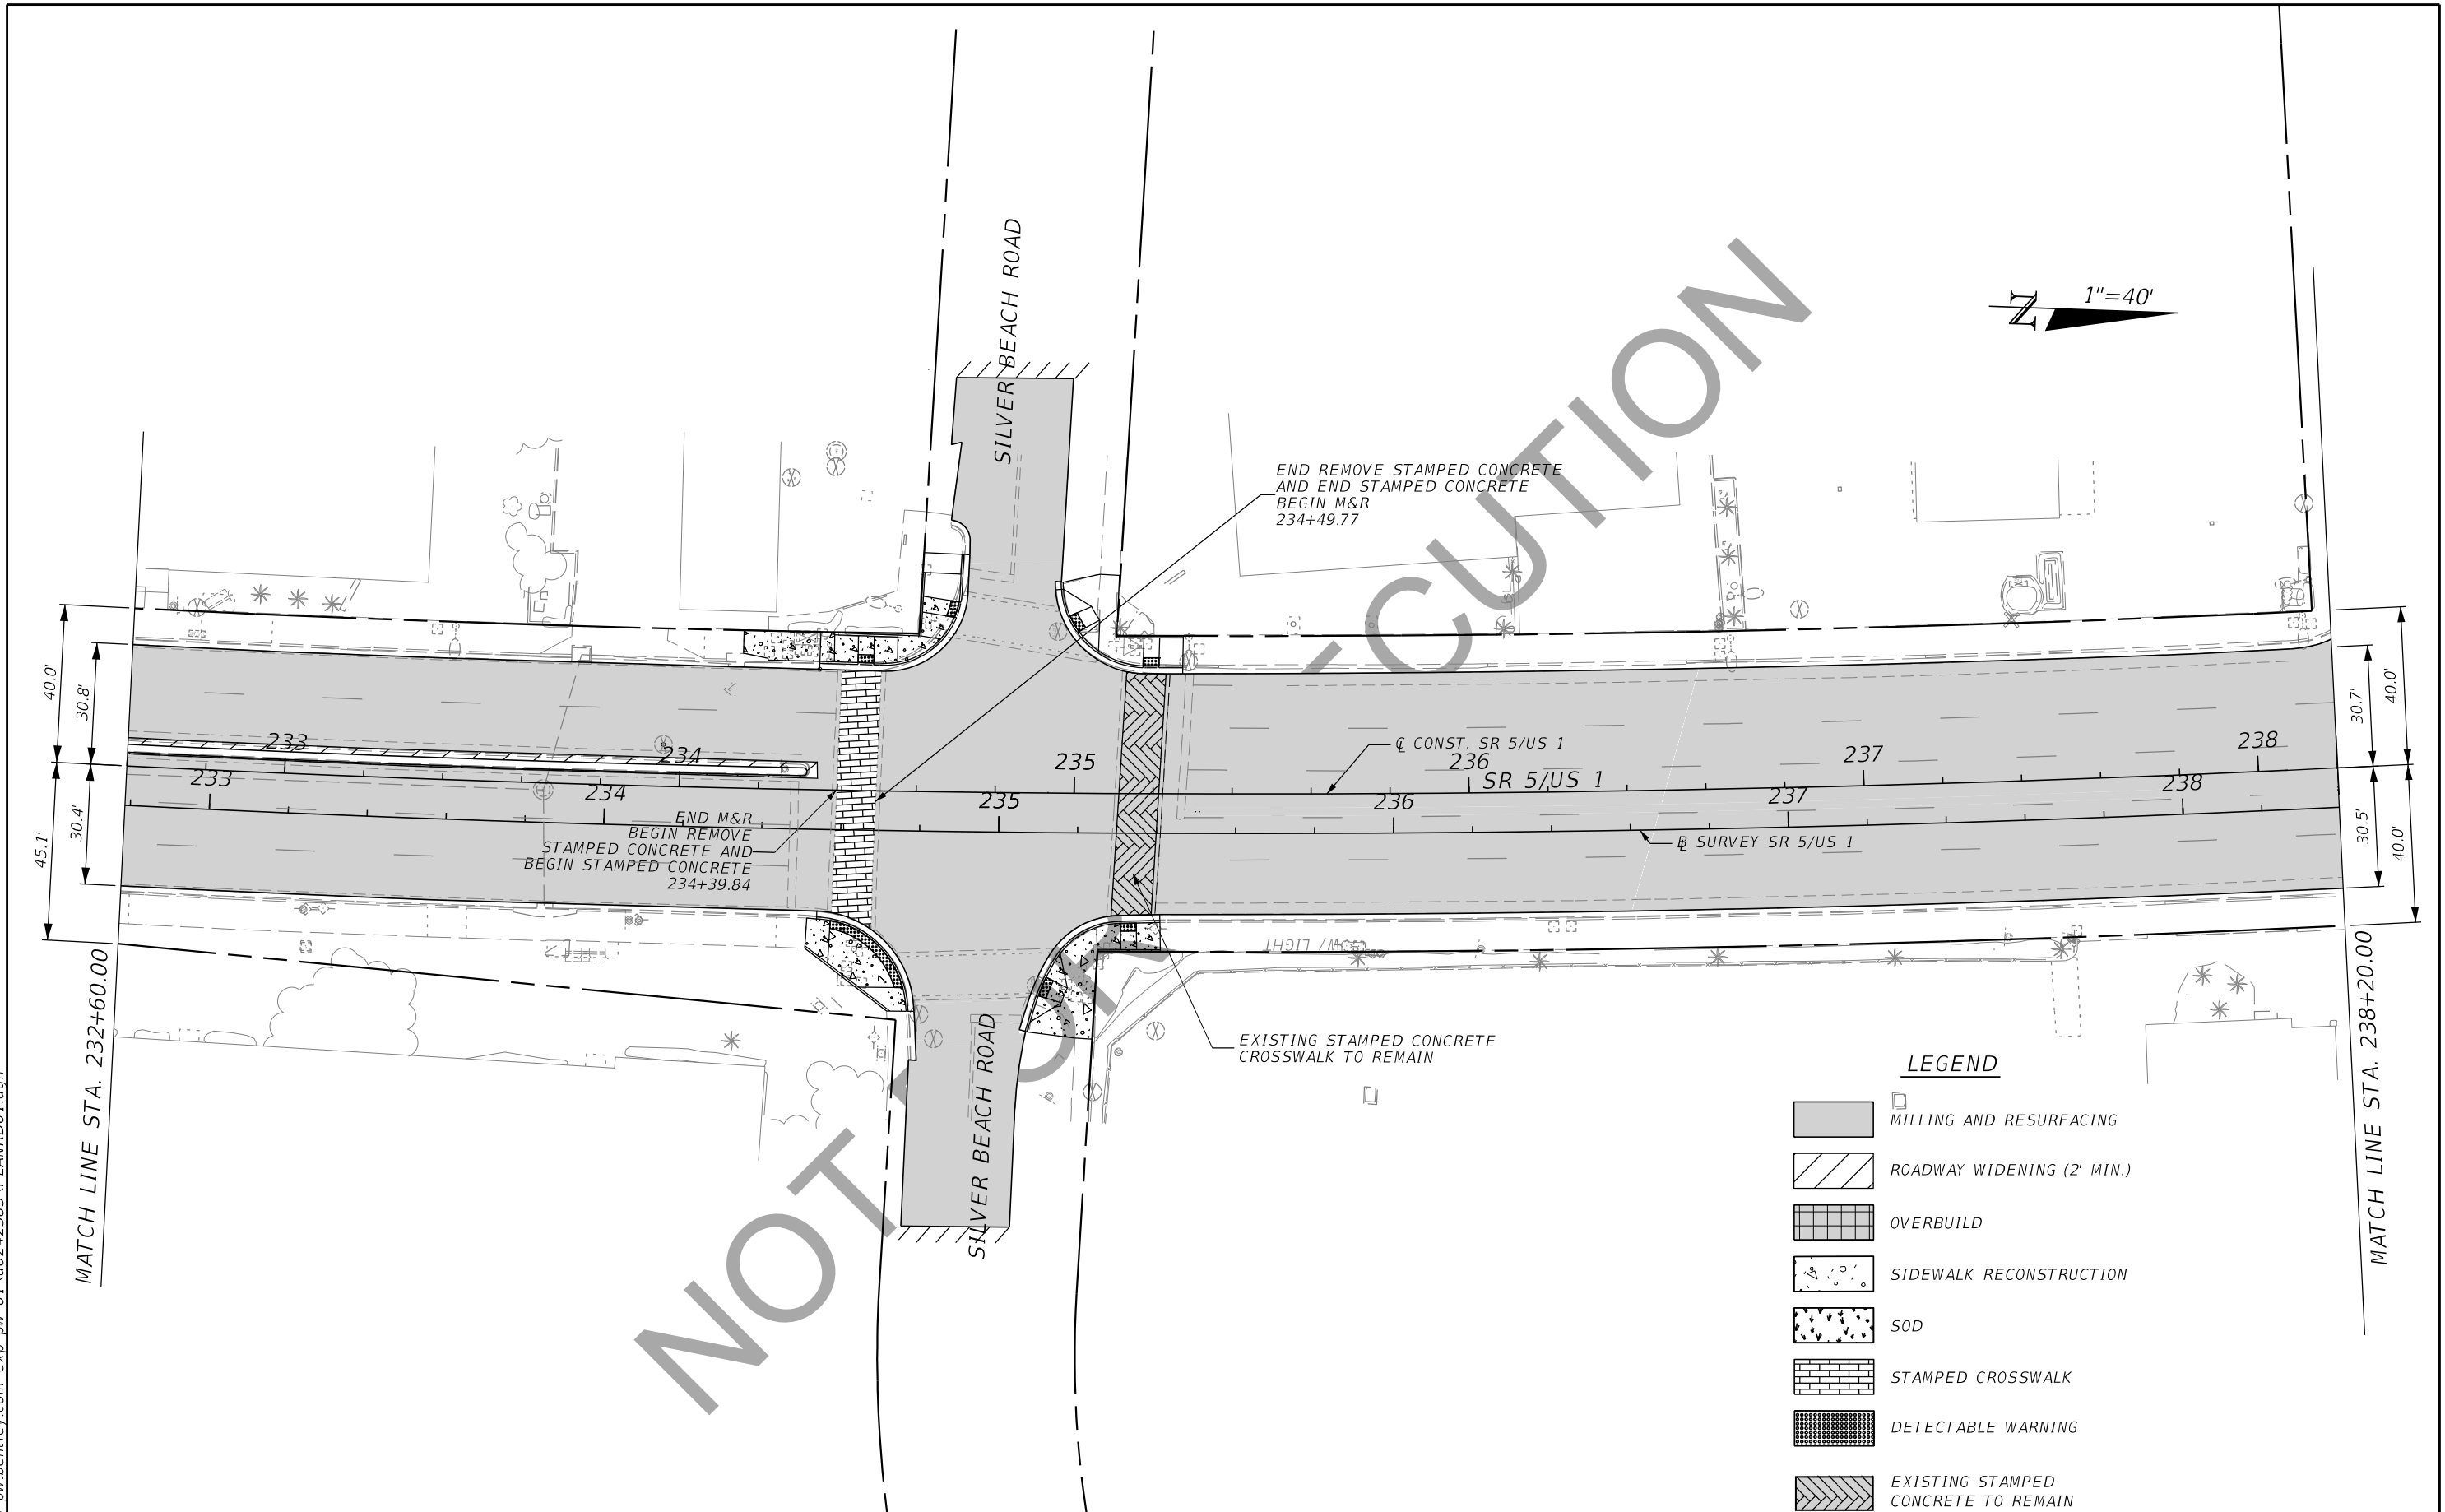 SILVER BEACH ROAD
1"=40'
N
END REMOVE STAMPED CONCRETE
AND END STAMPED CONCRETE
BEGIN M&R
234+49.77
40.0'
30.8'
30.4'
45.1'
233
234
235
236
237
238
233
234
235
236
237
238
℄ CONST. SR 5/US 1
SR 5/US 1
END M&R
BEGIN REMOVE
STAMPED CONCRETE AND
BEGIN STAMPED CONCRETE
234+39.84
SURVEY SR 5/US 1
30.7'
40.0'
30.5'
40.0'
W/ LIGHT
EXISTING STAMPED CONCRETE
CROSSWALK TO REMAIN
SILVER BEACH ROAD
MATCH LINE STA. 232+60.00
MATCH LINE STA. 238+20.00
LEGEND
MILLING AND RESURFACING
ROADWAY WIDENING (2' MIN.)
OVERBUILD
SIDEWALK RECONSTRUCTION
SOD
STAMPED CROSSWALK
DETECTABLE WARNING
EXISTING STAMPED
CONCRETE TO REMAIN
NOT